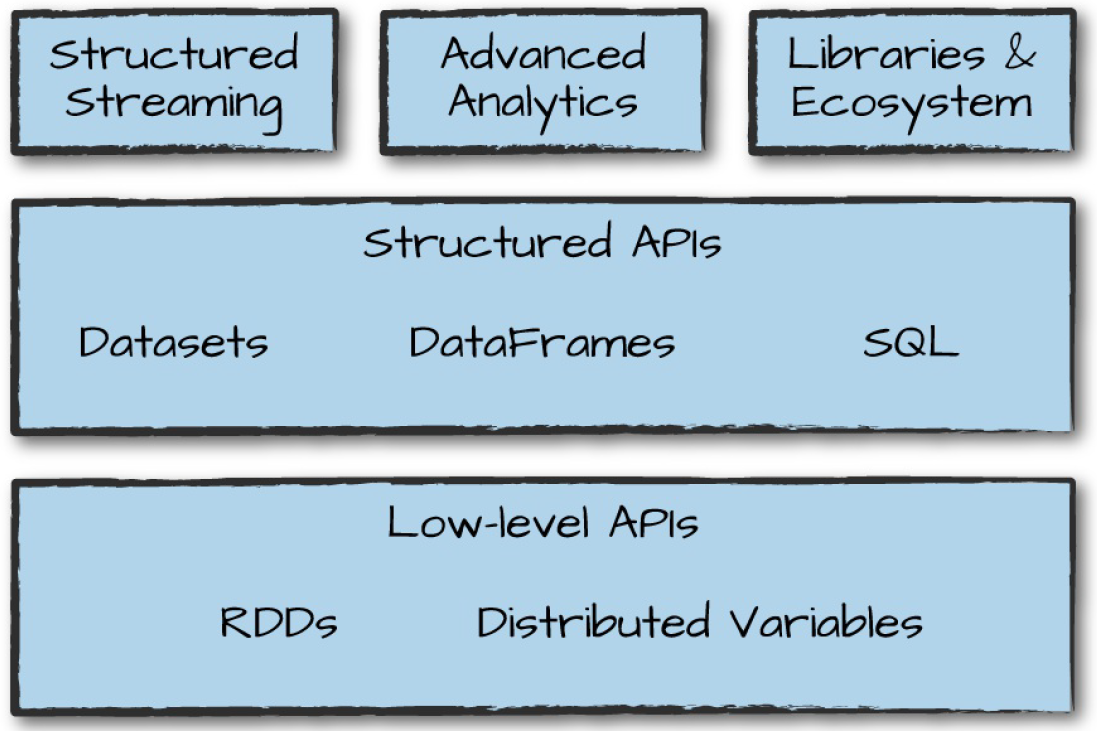 Structured
Streaming
Advanced
Analytics
Libraries &
Ecosystem
Structured APIs
Datasets DataFrames SQL
Low-level APIs
RDDs Distributed Variables